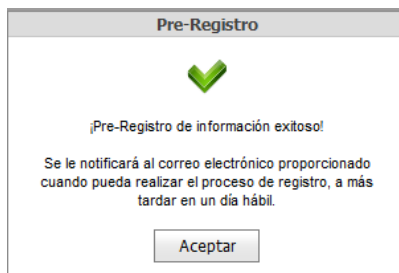 Pre-Registro
¡Pre-Registro de información exitoso!
Se le notificará al correo electrónico proporcionado
cuando pueda realizar el proceso de registro, a más
tardar en un día hábil.
Aceptar